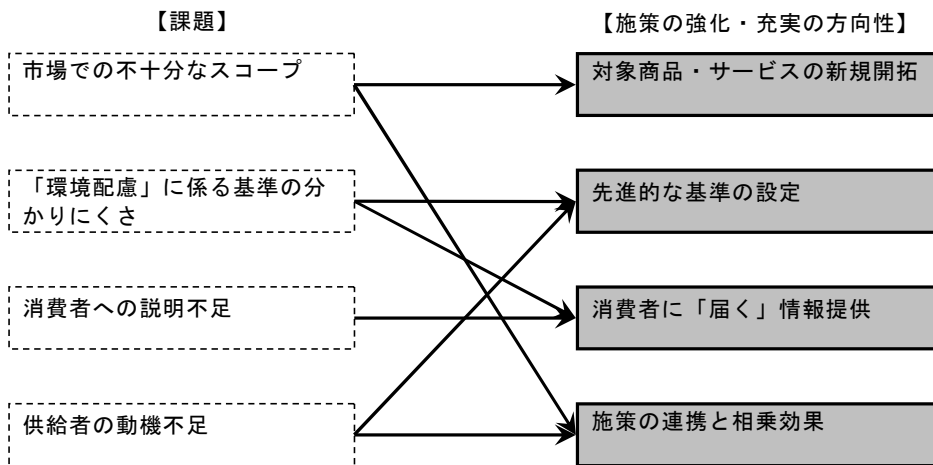 【課題】
【施策の強化・充実の方向性】
市場での不十分なスコープ
対象商品・サービスの新規開拓
「環境配慮」に係る基準の分
かりにくさ
先進的な基準の設定
消費者への説明不足
消費者に「届く」情報提供
供給者の動機不足
施策の連携と相乗効果